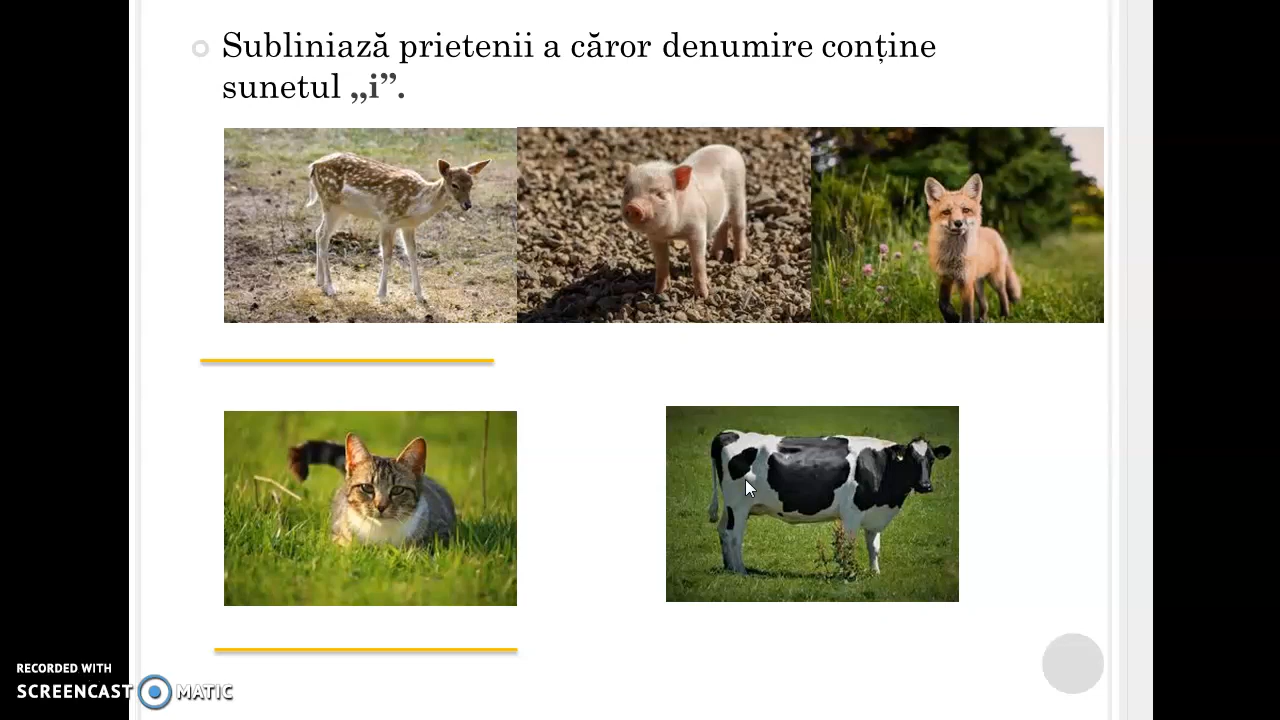 Subliniază prietenii a căror denumire conține
sunetul „i”.
RECORDED WITH
SCREENCAST MATIC